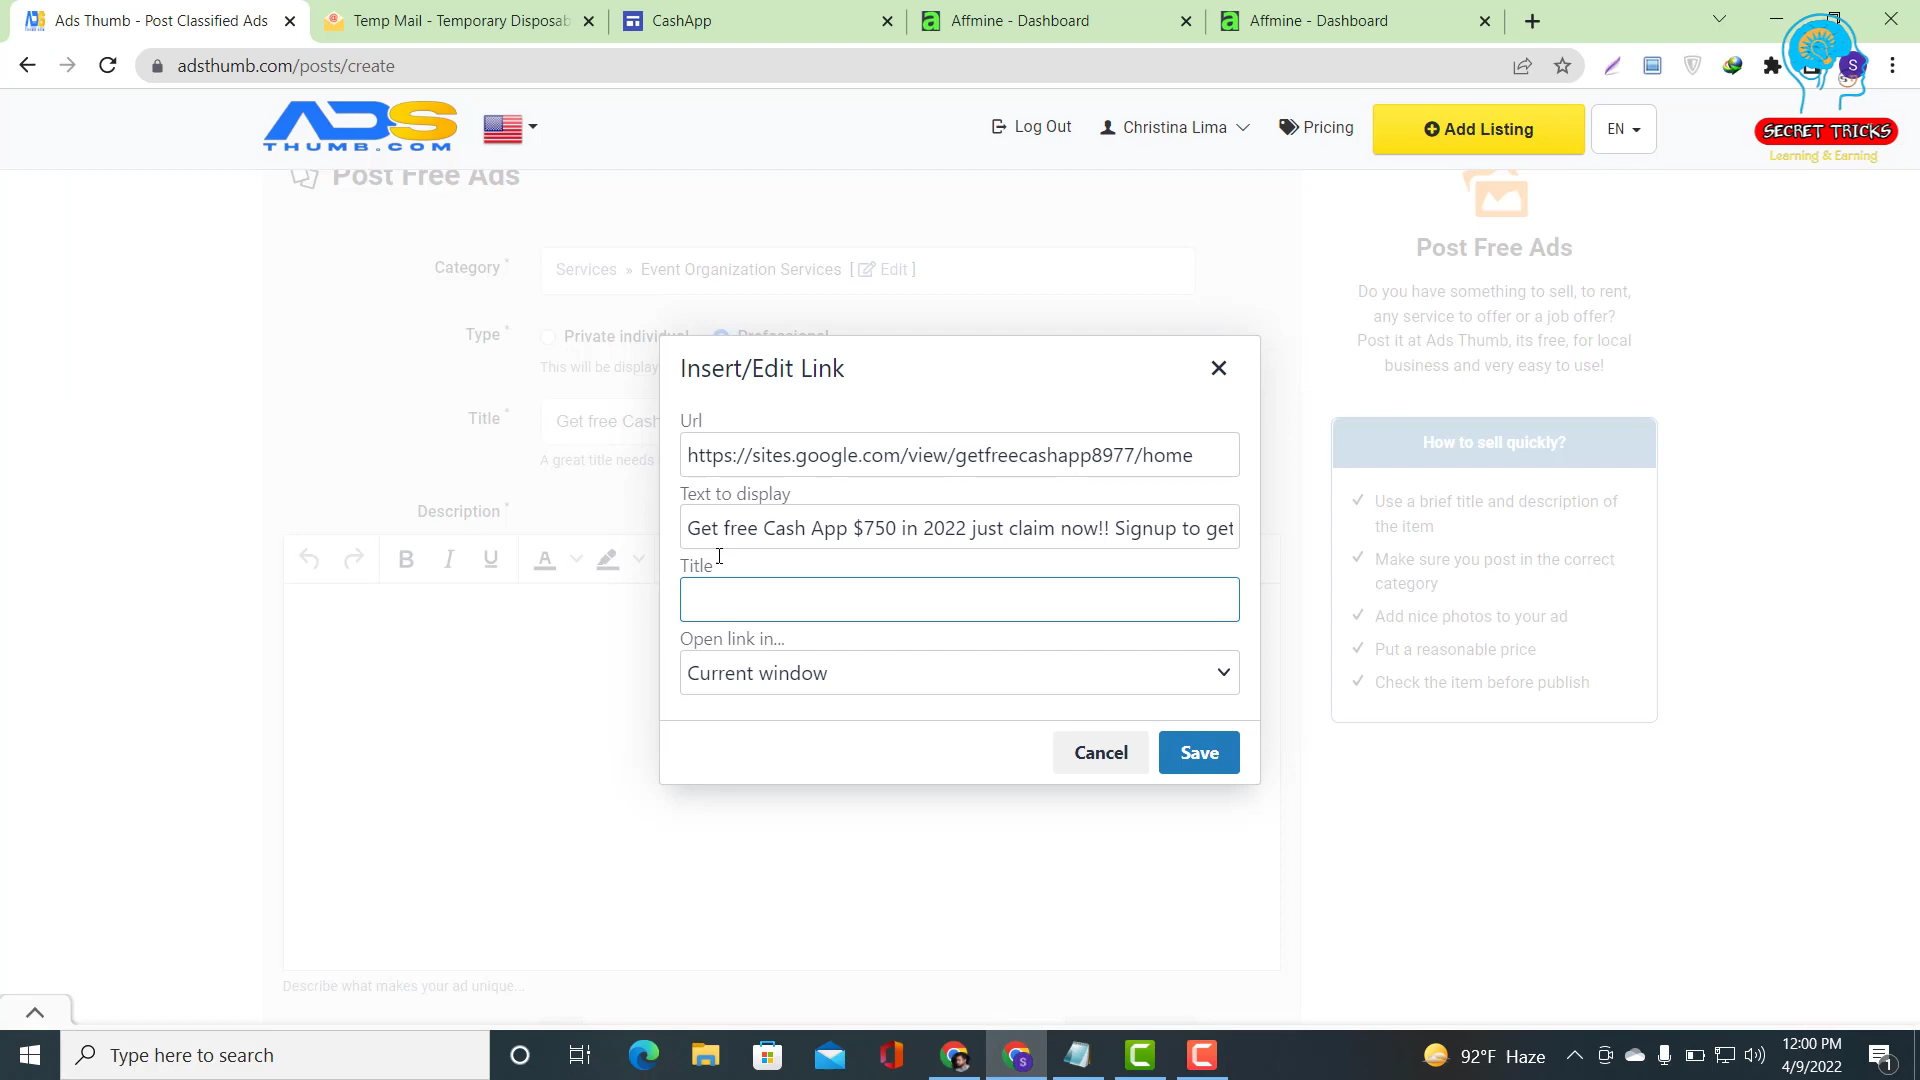 Ads Thumb - Post Classified Ads
Temp Mail - Temporary Disposab
CashApp
Affmine - Dashboard
Affmine - Dashboard
adsthumb.com/posts/create
S
ADS
THUMB.COM
Log Out
Christina Lima
Pricing
Add Listing
EN
SECRET TRICKS
Learning & Earning
Post Free Ads
Category *
Services » Event Organization Services [ Edit ]
Type *
Private individual
Professional
This will be display
Title *
Get free Cash
A great title needs
Description *
B I U A
Describe what makes your ad unique...
Insert/Edit Link
Url
https://sites.google.com/view/getfreecashapp8977/home
Text to display
Get free Cash App $750 in 2022 just claim now!! Signup to get
Title
Open link in...
Current window
Cancel
Save
Post Free Ads
Do you have something to sell, to rent,
any service to offer or a job offer?
Post it at Ads Thumb, its free, for local
business and very easy to use!
How to sell quickly?
Use a brief title and description of
the item
Make sure you post in the correct
category
Add nice photos to your ad
Put a reasonable price
Check the item before publish
Type here to search
92°F Haze
12:00 PM
4/9/2022
1